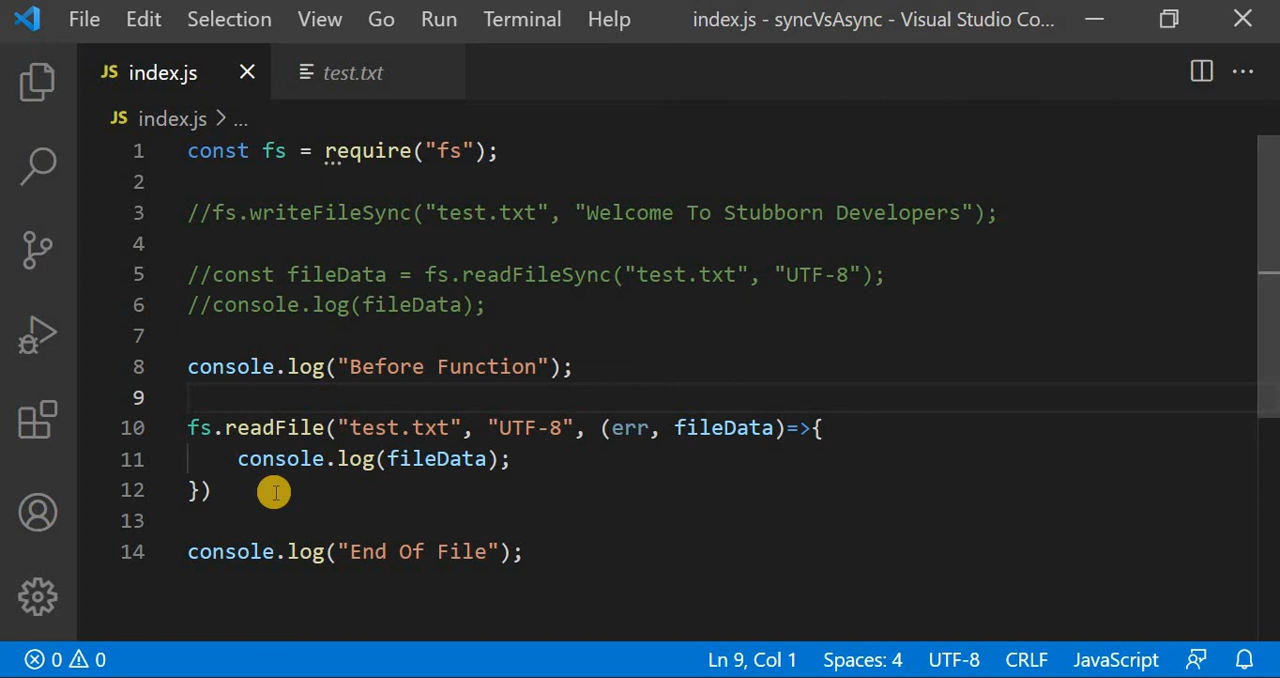 File Edit Selection View Go Run Terminal Help index.js - syncVsAsync - Visual Studio Co...
JS index.js test.txt
JS index.js > ...
1 const fs = require("fs");
2
3 //fs.writeFileSync("test.txt", "Welcome To Stubborn Developers");
4
5 //const fileData = fs.readFileSync("test.txt", "UTF-8");
6 //console.log(fileData);
7
8 console.log("Before Function");
9
10 fs.readFile("test.txt", "UTF-8", (err, fileData)=>{
11 console.log(fileData);
12 })
13
14 console.log("End Of File");
0 0 Ln 9, Col 1 Spaces: 4 UTF-8 CRLF JavaScript